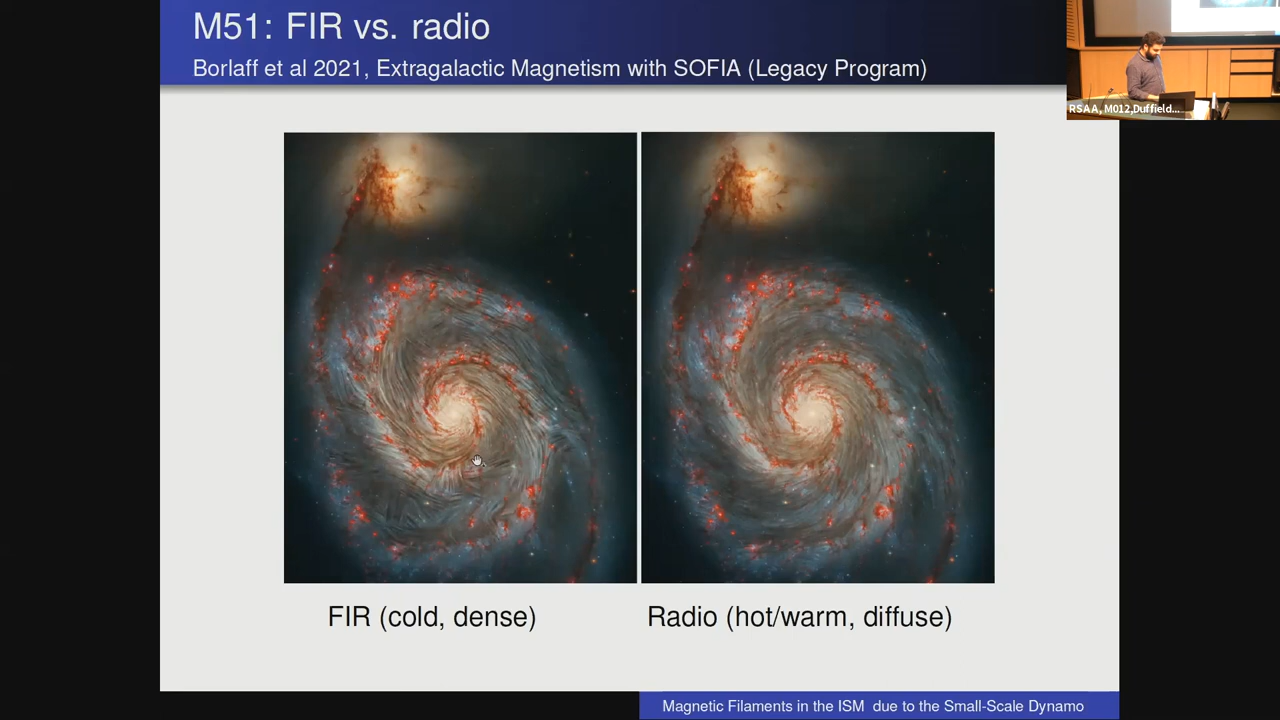 M51: FIR vs. radio
Borlaff et al 2021, Extragalactic Magnetism with SOFIA (Legacy Program)
RSAA, M012,Duffield...
FIR (cold, dense)
Radio (hot/warm, diffuse)
Magnetic Filaments in the ISM due to the Small-Scale Dynamo